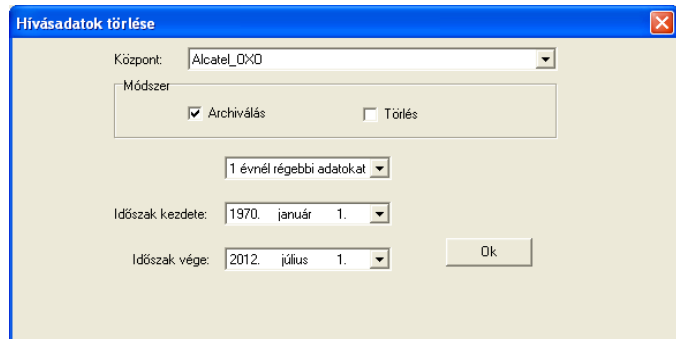 Hívásadatok törlése
Központ: Alcatel_OXO
Módszer
Archiválás Törlés
1 évnél régebbi adatokat
Időszak kezdete: 1970. január 1.
Időszak vége: 2012. július 1.
Ok